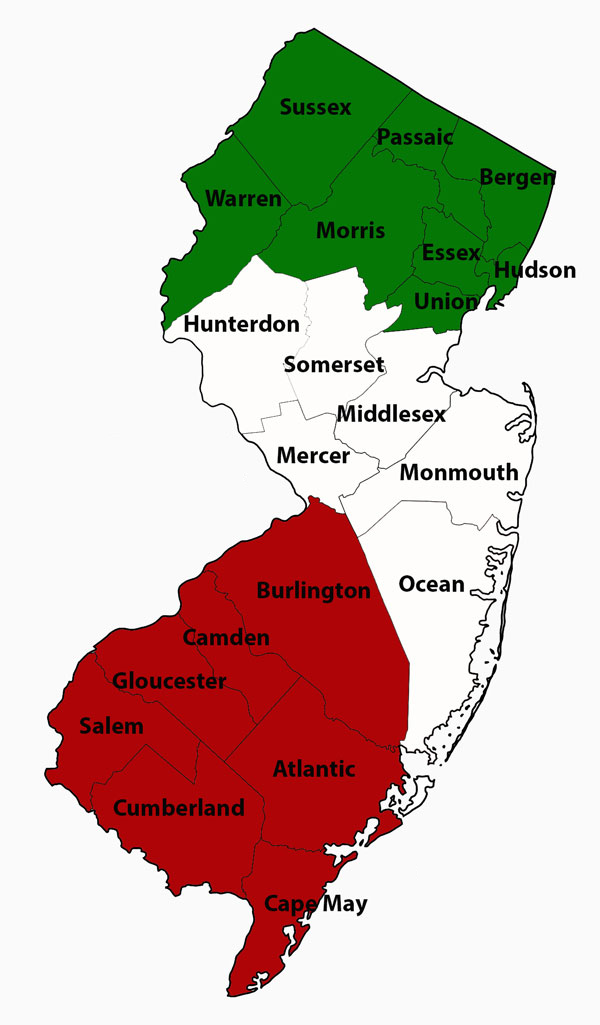 Sussex
Passaic
Bergen
Warren
Morris
Essex
Hudson
Union
Hunterdon
Somerset
Middlesex
Mercer
Monmouth
Ocean
Burlington
Camden
Gloucester
Salem
Atlantic
Cumberland
Cape May